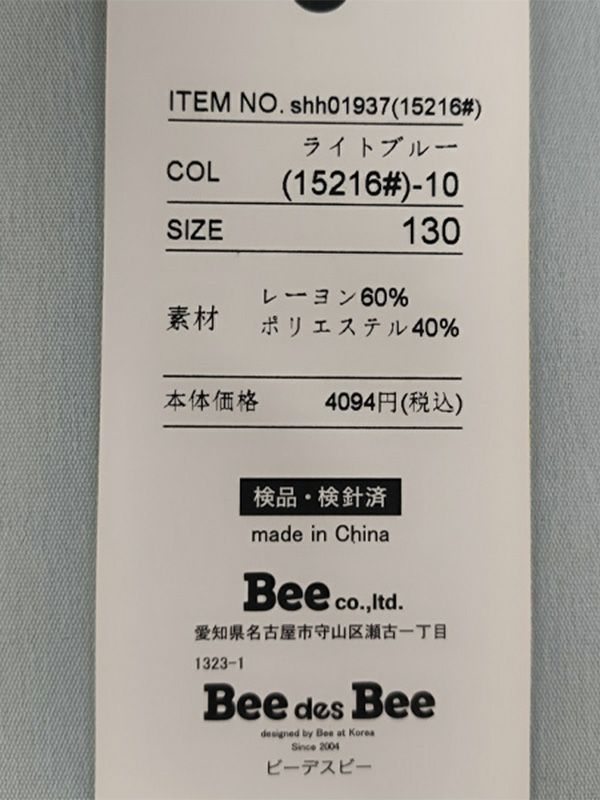 ITEM NO. shh01937(15216#)
ライトブルー
COL (15216#)-10
SIZE 130
レーヨン60%
素材
ポリエステル40%
本体価格 4094円(税込)
検品・検針済
made in China
Bee co.,ltd.
愛知県名古屋市守山区瀬古一丁目
1323-1
Bee des Bee
designed by Bee at Korea
Since 2004
ビーデスビー